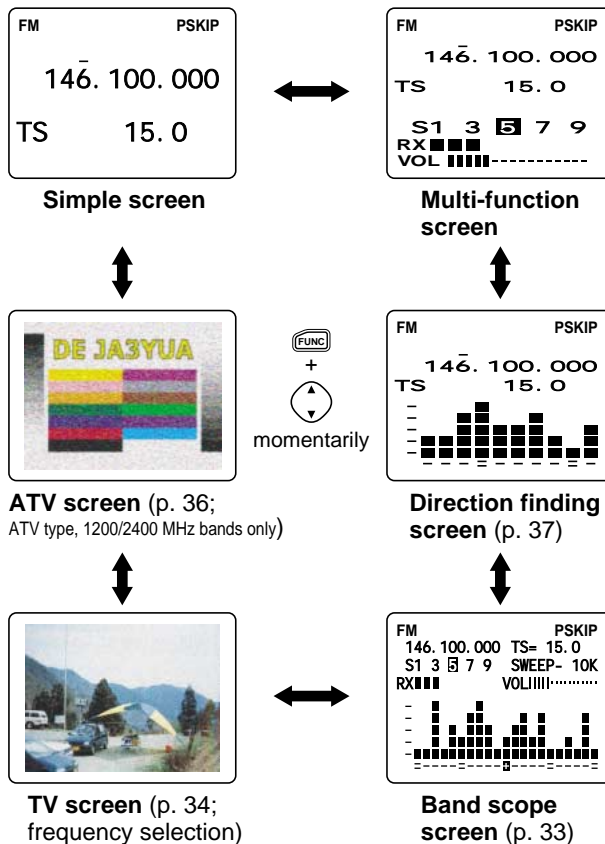 FM PSKIP
146. 100. 000
TS 15. 0
Simple screen
FM PSKIP
146. 100. 000
TS 15. 0
S1 3 5 7 9
RX
VOL
Multi-function
screen
DE JA3YUA
ATV screen (p. 36;
ATV type, 1200/2400 MHz bands only)
FUNC
+
momentarily
FM PSKIP
146. 100. 000
TS 15. 0
Direction finding
screen (p. 37)
TV screen (p. 34;
frequency selection)
FM PSKIP
146. 100. 000 TS= 15. 0
S1 3 5 7 9 SWEEP- 10K
RX VOL
Band scope
screen (p. 33)